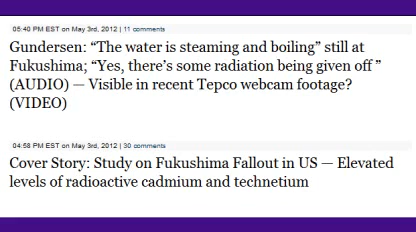 05:40 PM EST on May 3rd, 2012 | 11 comments
Gundersen: “The water is steaming and boiling” still at
Fukushima; “Yes, there’s some radiation being given off”
(AUDIO) — Visible in recent Tepco webcam footage?
(VIDEO)
04:58 PM EST on May 3rd, 2012 | 30 comments
Cover Story: Study on Fukushima Fallout in US — Elevated
levels of radioactive cadmium and technetium